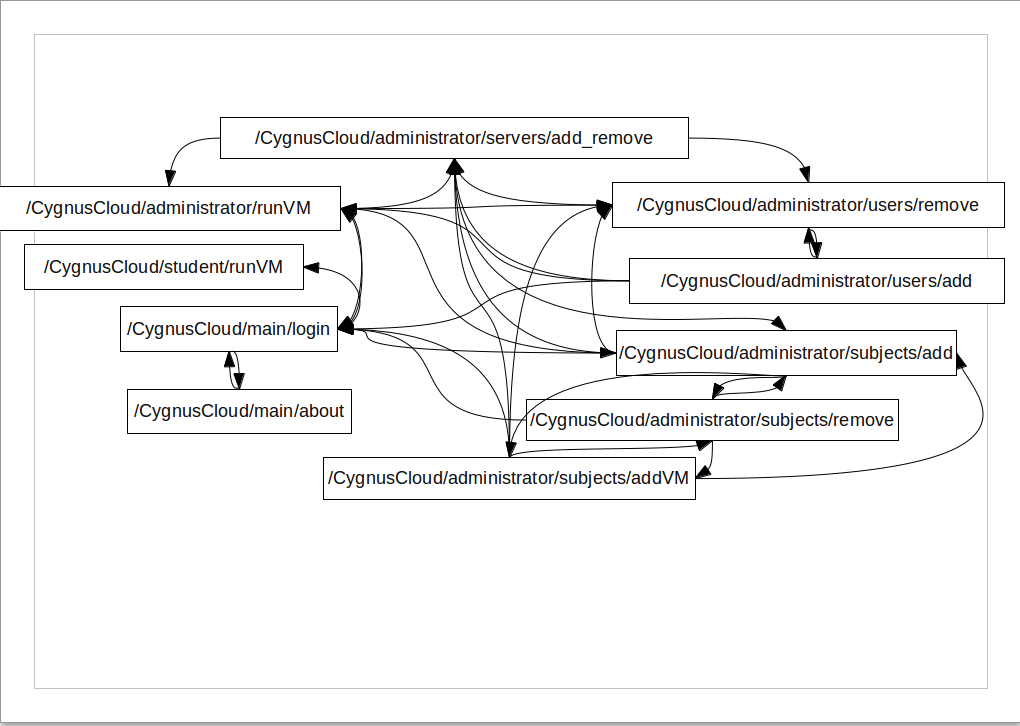 /CygnusCloud/administrator/servers/add_remove
/CygnusCloud/administrator/runVM
/CygnusCloud/administrator/users/remove
/CygnusCloud/student/runVM
/CygnusCloud/administrator/users/add
/CygnusCloud/main/login
/CygnusCloud/administrator/subjects/add
/CygnusCloud/main/about
/CygnusCloud/administrator/subjects/remove
/CygnusCloud/administrator/subjects/addVM